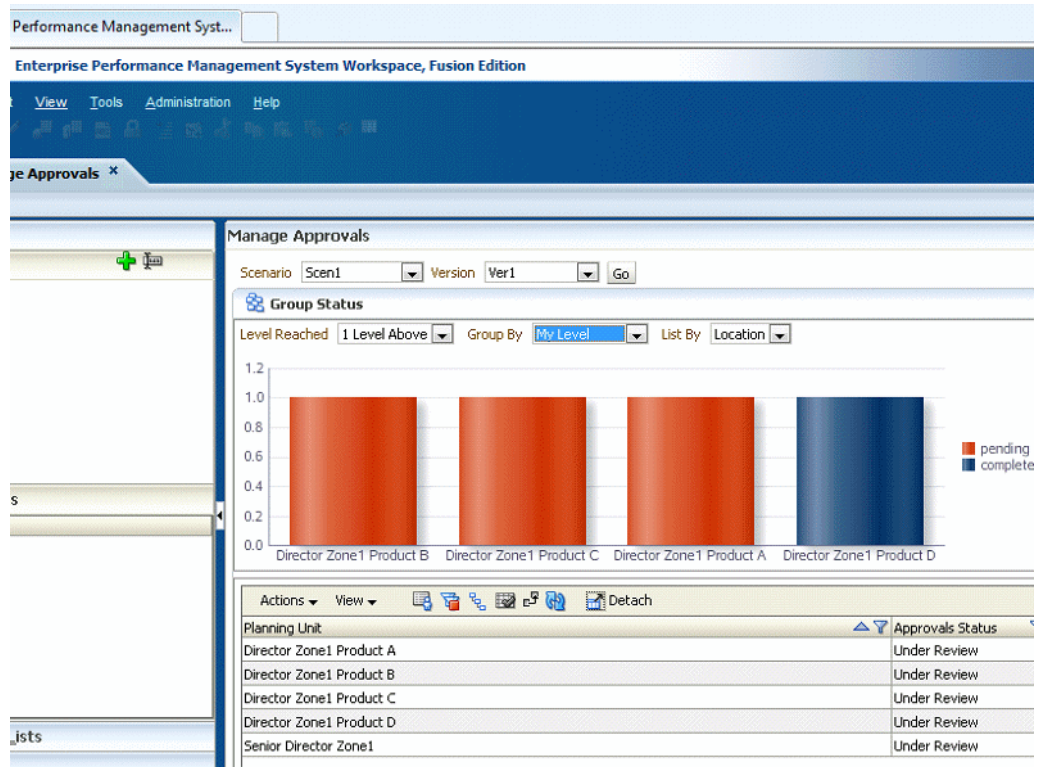 Performance Management Syst...
Enterprise Performance Management System Workspace, Fusion Edition
View Tools Administration Help
ge Approvals ×
Manage Approvals
Scenario Scen1 Version Ver1 Go
Group Status
Level Reached 1 Level Above Group By My Level List By Location
1.2
1.0
0.8
0.6
0.4
0.2
0.0
pending
complete
Director Zone1 Product B Director Zone1 Product C Director Zone1 Product A Director Zone1 Product D
s
Actions View Detach
Planning Unit Approvals Status
Director Zone1 Product A Under Review
Director Zone1 Product B Under Review
Director Zone1 Product C Under Review
Director Zone1 Product D Under Review
Senior Director Zone1 Under Review
ists